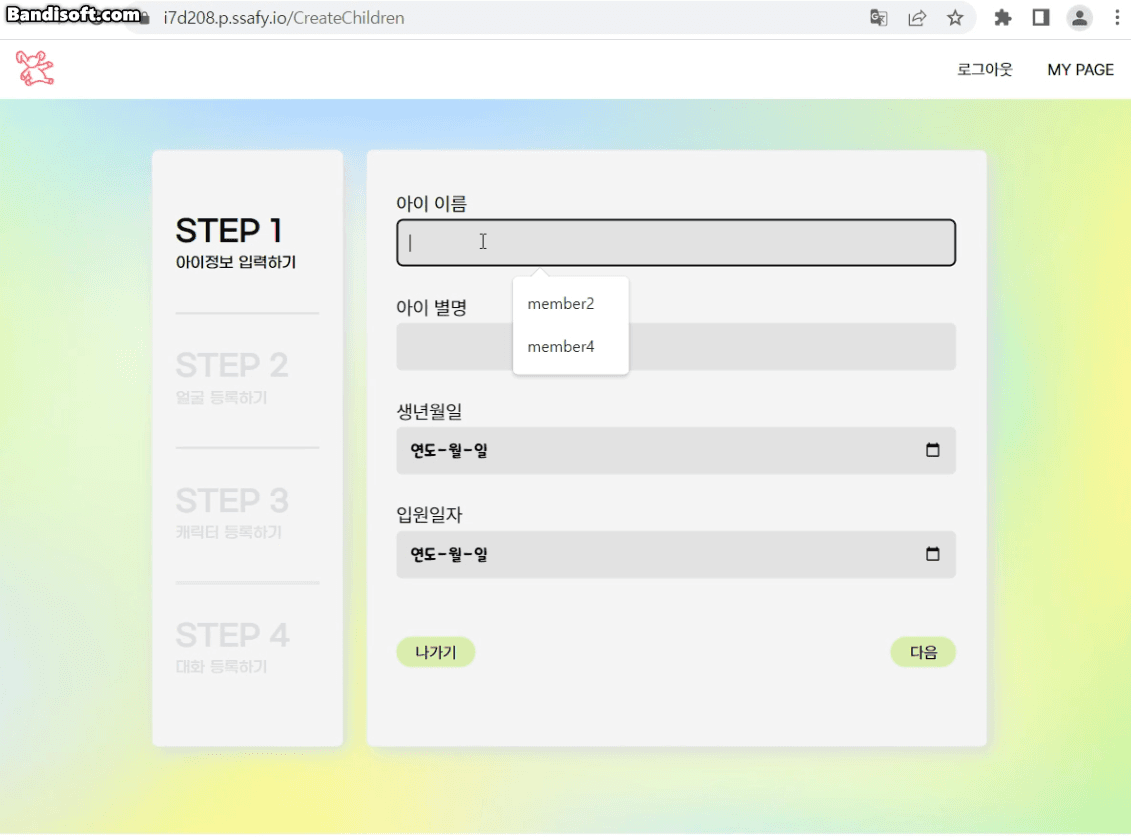 Bandisoft.com
i7d208.p.ssafy.io/CreateChildren
로그아웃 MY PAGE
STEP 1
아이정보 입력하기
STEP 2
얼굴 등록하기
STEP 3
캐릭터 등록하기
STEP 4
대화 등록하기
아이 이름
member2
member4
아이 별명
생년월일
연도-월-일
입원일자
연도-월-일
나가기 다음